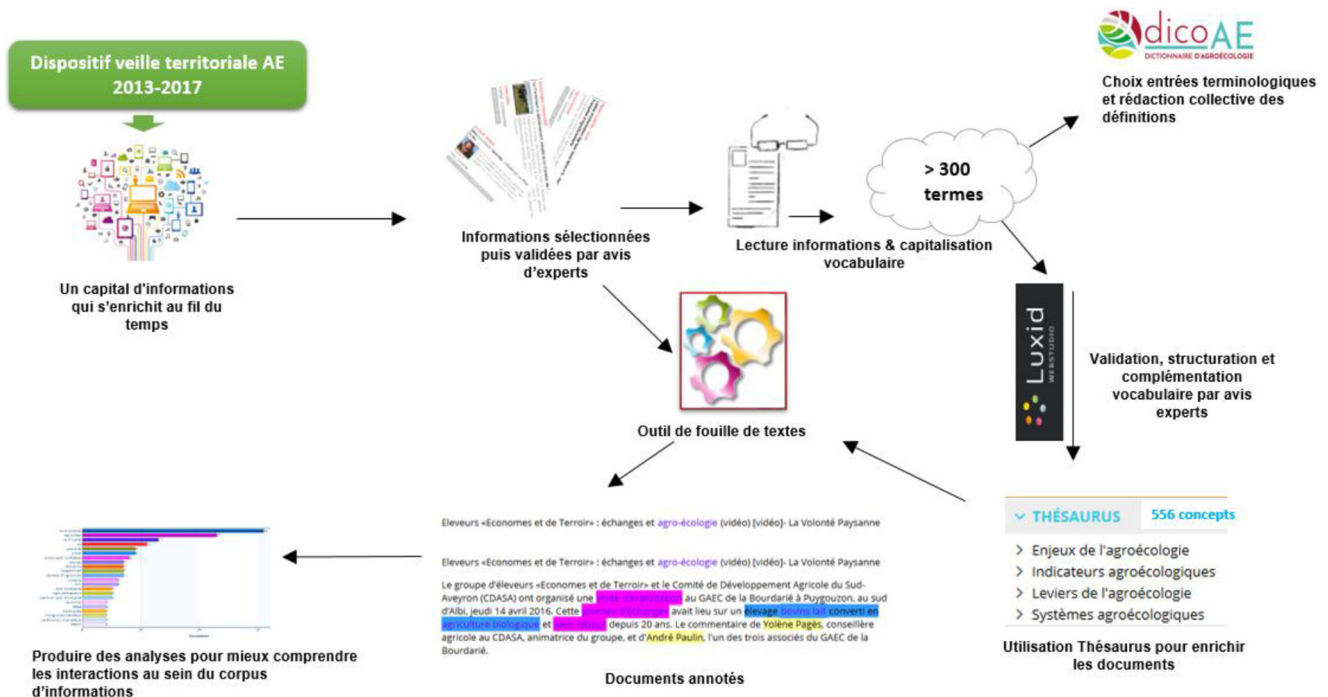 Dispositif veille territoriale AE
2013-2017
Un capital d'informations
qui s'enrichit au fil du
temps
Informations sélectionnées
puis validées par avis
d'experts
Lecture informations & capitalisation
vocabulaire
> 300
termes
dicoAE
DICTIONNAIRE D'AGROÉCOLOGIE
Choix entrées terminologiques
et rédaction collective des
définitions
Luxid
WEBSTUDIO
Validation, structuration et
complémentation
vocabulaire par avis
experts
Outil de fouille de textes
THÉSAURUS 556 concepts
Enjeux de l'agroécologie
Indicateurs agroécologiques
Leviers de l'agroécologie
Systèmes agroécologiques
Utilisation Thésaurus pour enrichir
les documents
Eleveurs «Economes et de Terroir» : échanges et agro-écologie (vidéo) [vidéo]- La Volonté Paysanne
Eleveurs «Economes et de Terroir» : échanges et agro-écologie (vidéo) [vidéo]- La Volonté Paysanne
Le groupe d'éleveurs «Economes et de Terroir» et le Comité de Développement Agricole du Sud-
Aveyron (CDASA) ont organisé une visite d'exploitation au GAEC de la Bourdarié à Puygouzon, au sud
d'Albi, jeudi 14 avril 2016. Cette journée d'échanges avait lieu sur un élevage bovins lait converti en
agriculture biologique et sans labour depuis 20 ans. Le commentaire de Yolène Pagès, conseillère
agricole au CDASA, animatrice du groupe, et d'André Paulin, l'un des trois associés du GAEC de la
Bourdarié.
Documents annotés
Produire des analyses pour mieux comprendre
les interactions au sein du corpus
d'informations